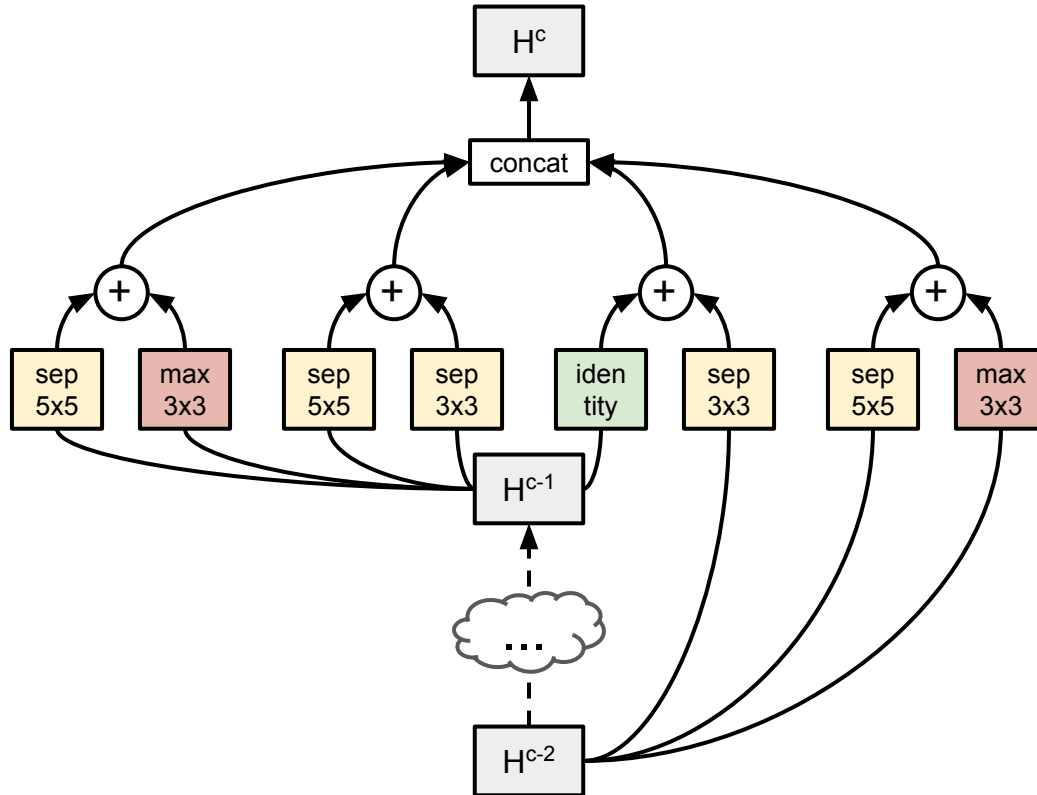 H^c
concat
+ + + +
sep max sep sep iden sep sep max
5x5 3x3 5x5 3x3 tity 3x3 5x5 3x3
H^c-1
...
H^c-2